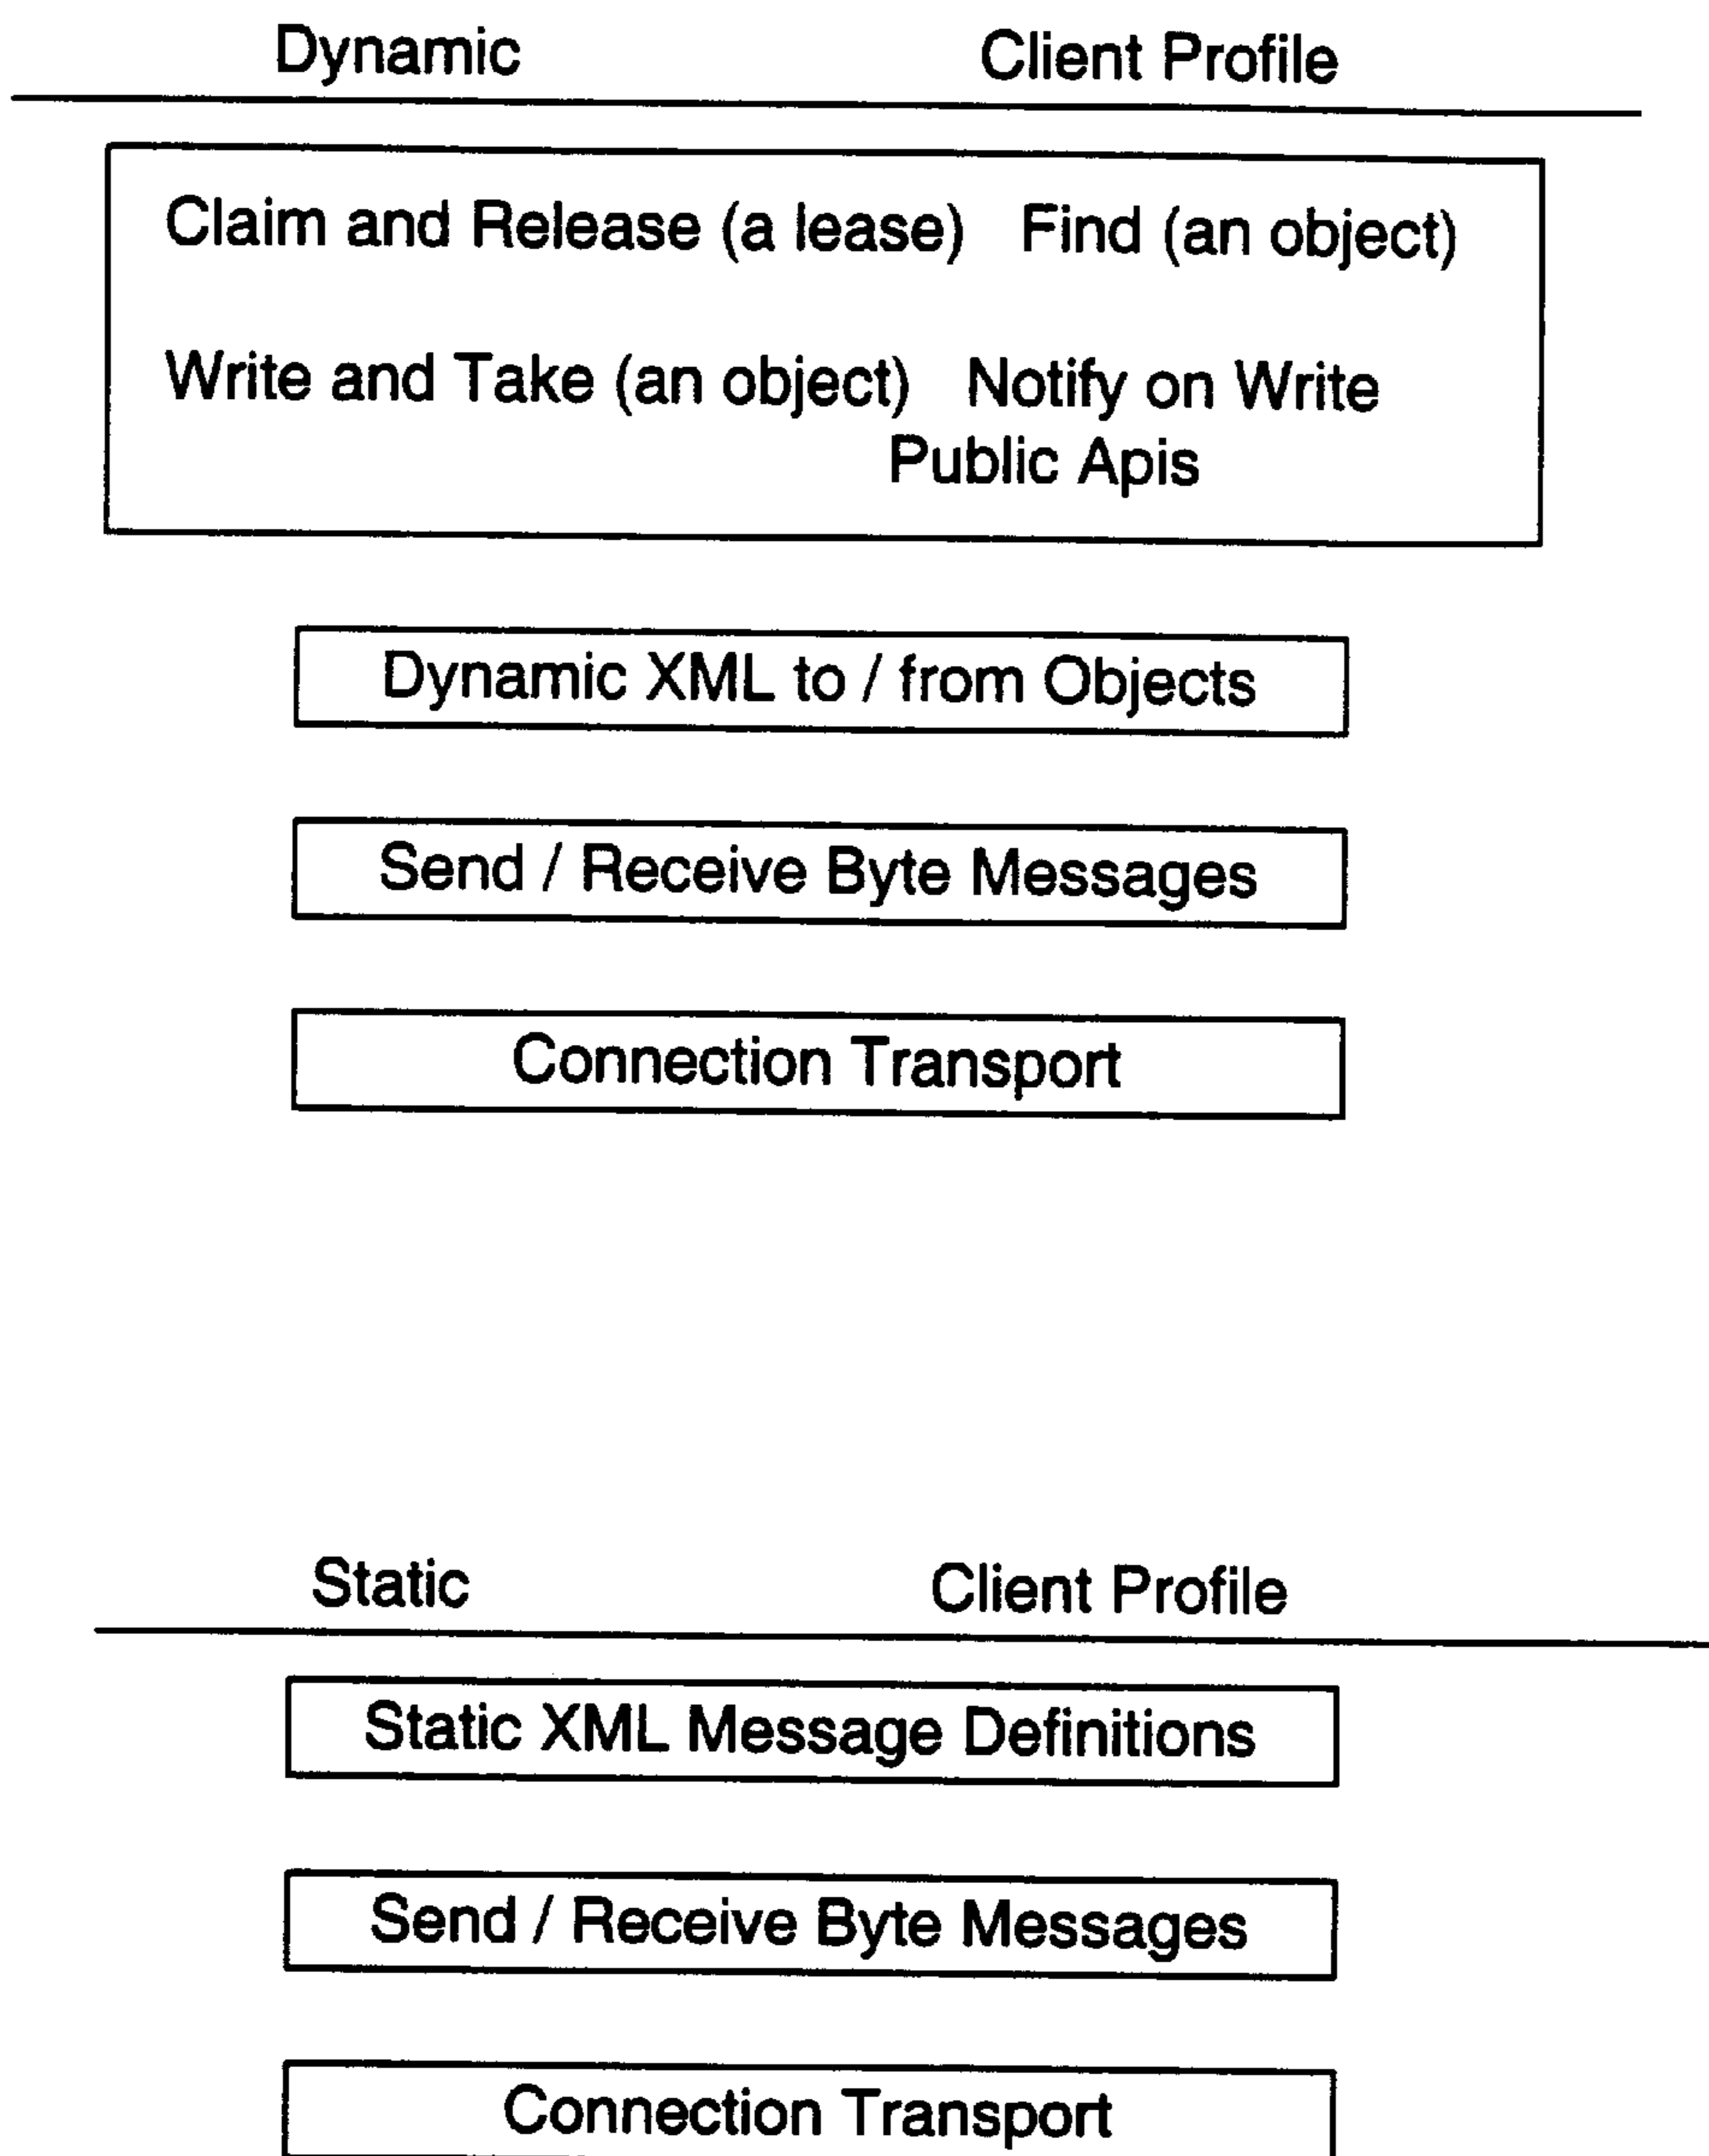 Dynamic Client Profile
Claim and Release (a lease) Find (an object)
Write and Take (an object) Notify on Write
Public Apis
Dynamic XML to / from Objects
Send / Receive Byte Messages
Connection Transport
Static Client Profile
Static XML Message Definitions
Send / Receive Byte Messages
Connection Transport